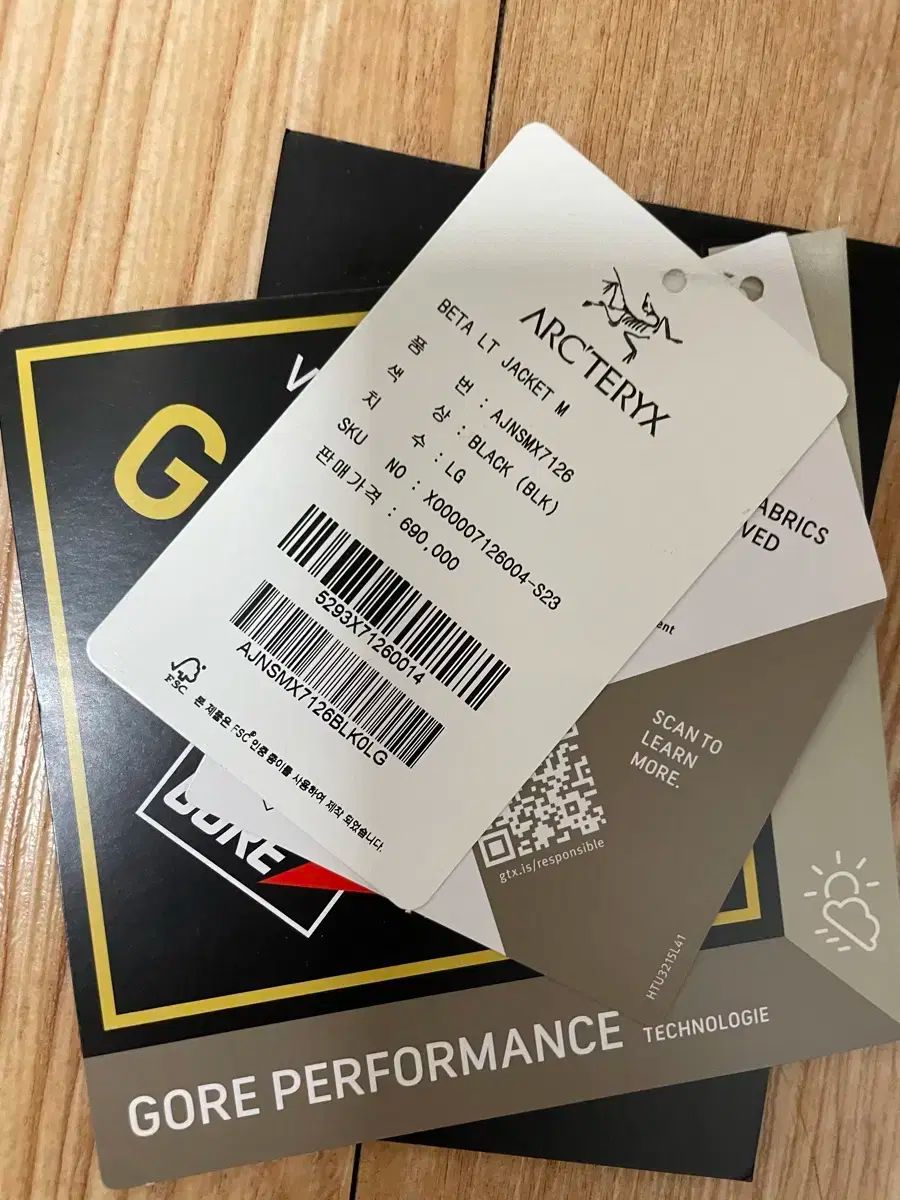 ARC'TERYX
BETA LT JACKET M
품 번 : AJNSMX7126
색 상 : BLACK (BLK)
치 수 : LG
SKU NO : X000007126004-S23
판매가격 : 690,000
5293X71260014
AJNSMX7126BLK0LG
FSC
본 제품은 FSC® 인증 종이를 사용하여 제작 되었습니다.
G
GORE
ABRICS
VED
ent
SCAN TO
LEARN
MORE.
gtx.is/responsible
HTU3215L41
GORE PERFORMANCE TECHNOLOGIE